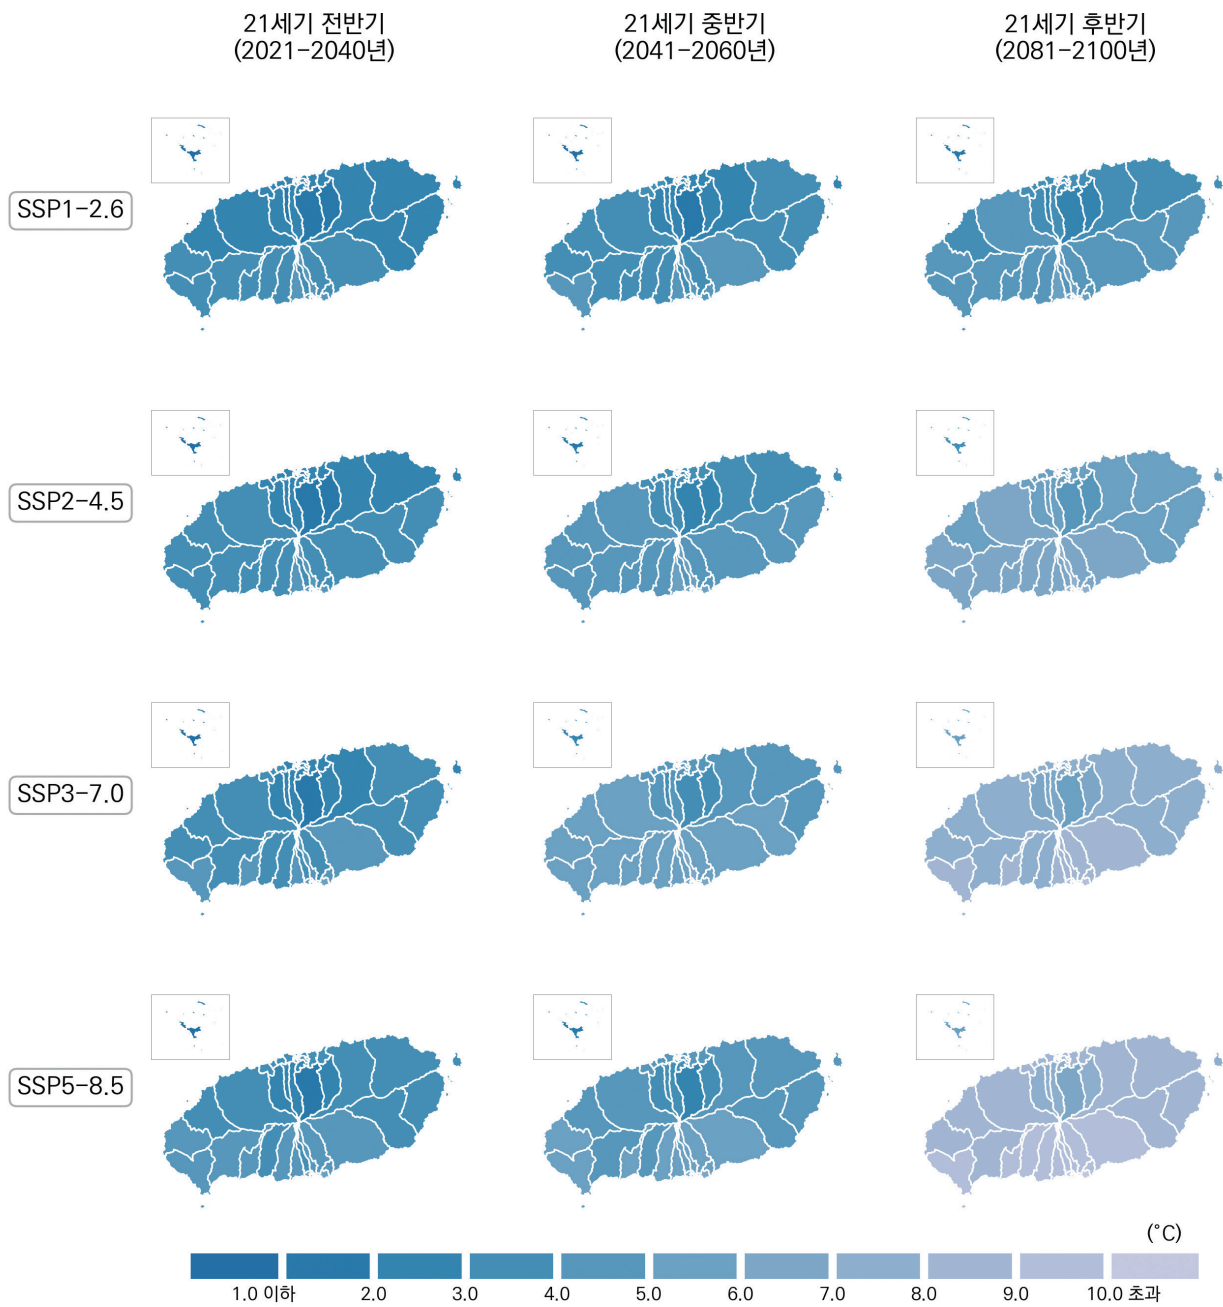 21세기 전반기
(2021-2040년)
21세기 중반기
(2041-2060년)
21세기 후반기
(2081-2100년)
SSP1-2.6
SSP2-4.5
SSP3-7.0
SSP5-8.5
(°C)
1.0 이하 2.0 3.0 4.0 5.0 6.0 7.0 8.0 9.0 10.0 초과